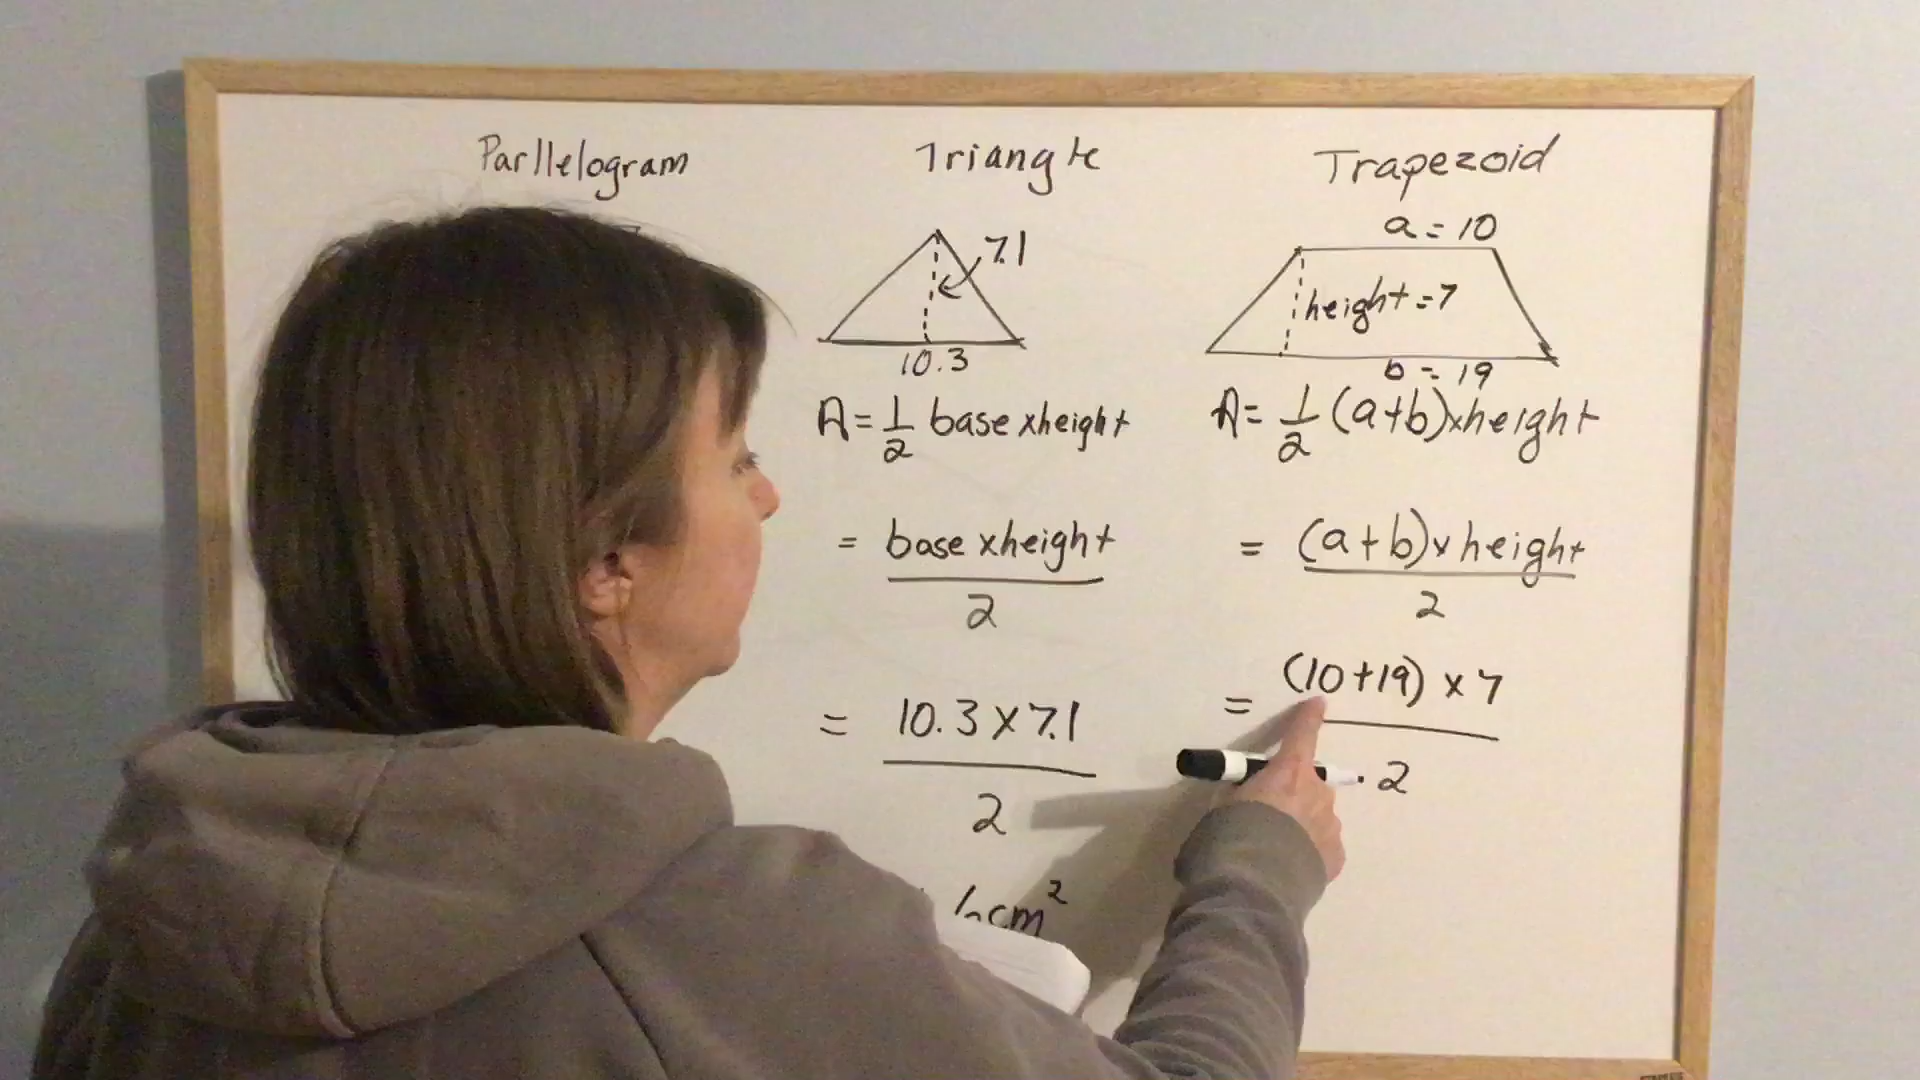 Parllelogram
Triangle
7.1
10.3
A = 1/2 base x height
= base x height
2
= 10.3 x 7.1
2
cm²
Trapezoid
a = 10
height = 7
b = 19
A = 1/2 (a+b) x height
= (a+b) x height
2
= (10+19) x 7
2